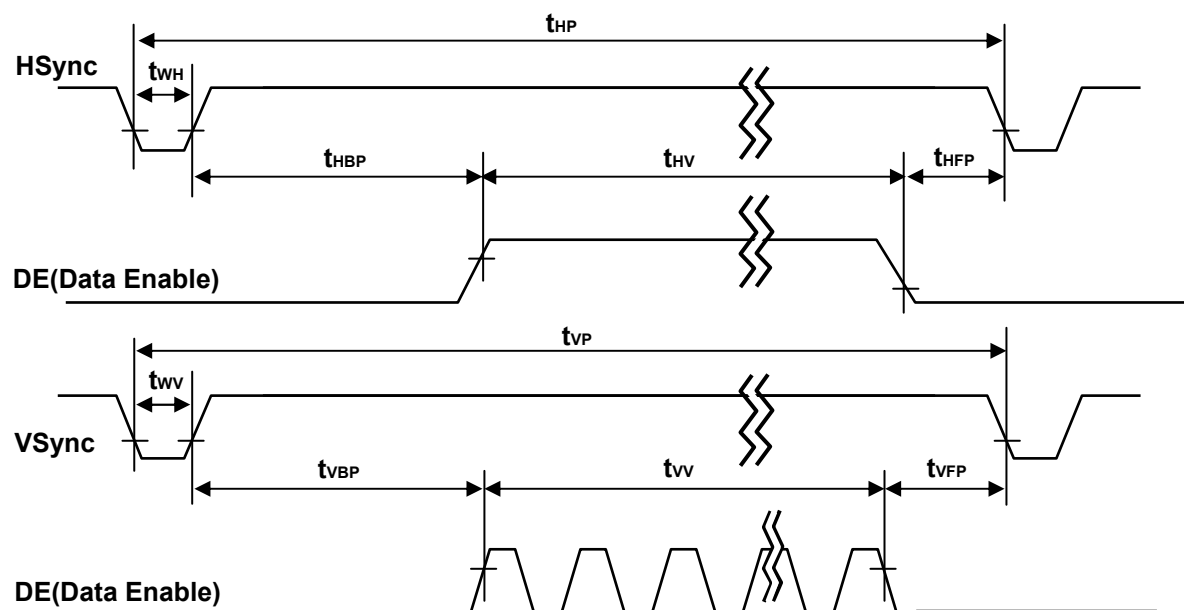 tHP
HSync
tWH
tHBP tHV tHFP
DE(Data Enable)
tVP
tWV
VSync
tVBP tVV tVFP
DE(Data Enable)